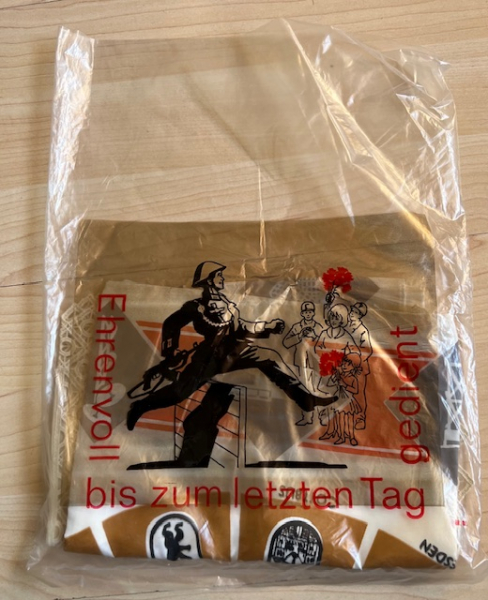 Ehrenvoll
gedient
bis zum letzten Tag
SDEN